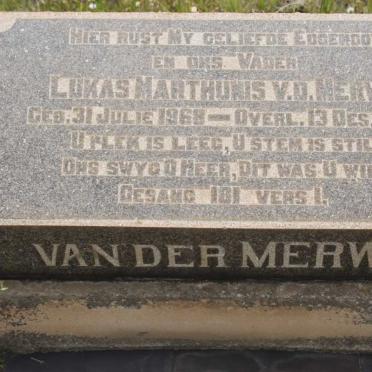 HIER RUST MY GELIEFDE EGGENOO
EN ONS VADER
LUKAS MARTHUNIS V.D. MERW
GEB. 31 JULIE 1968 — OVERL. 13 DES.
U PLEK IS LEEG, U STEM IS STIL
ONS SWYG O HEER, DIT WAS U WI
GESANG 181 VERS 1.
VAN DER MERW